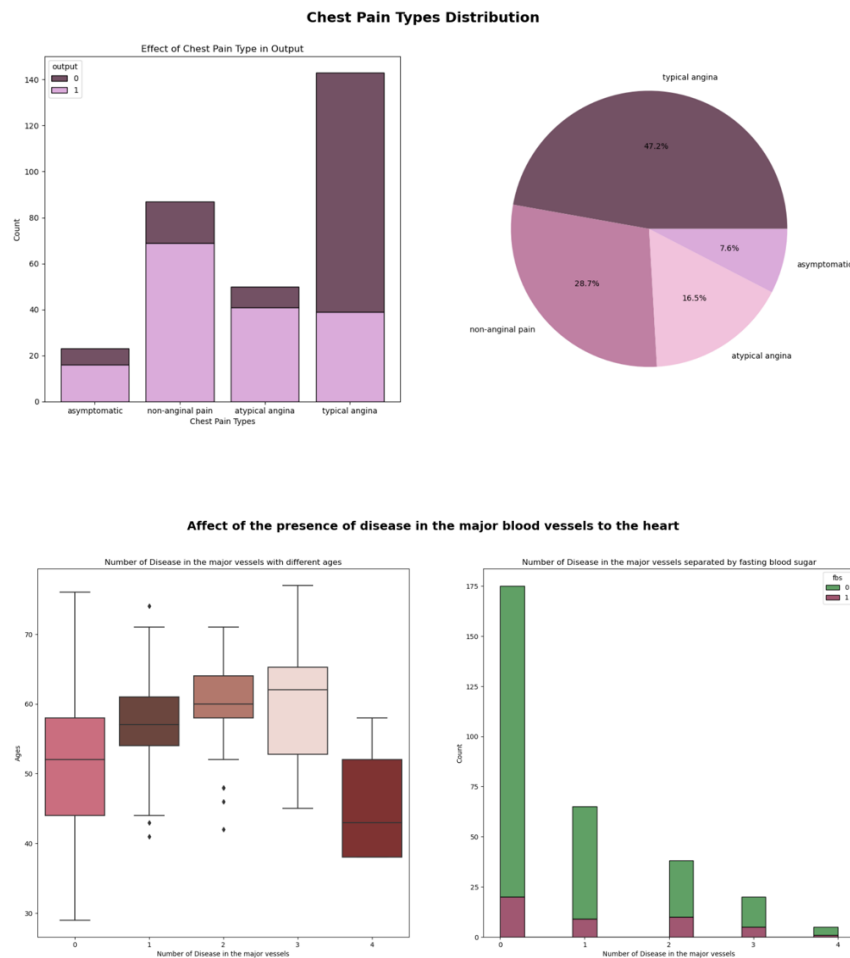 Chest Pain Types Distribution
Effect of Chest Pain Type in Output
output
0
1
140
120
100
80
60
40
20
0
Count
asymptomatic non-anginal pain atypical angina typical angina
Chest Pain Types
typical angina
47.2%
7.6%
asymptomatic
28.7%
16.5%
non-anginal pain
atypical angina
Affect of the presence of disease in the major blood vessels to the heart
Number of Disease in the major vessels with different ages
70
60
50
40
30
Ages
0 1 2 3 4
Number of Disease in the major vessels
Number of Disease in the major vessels separated by fasting blood sugar
fbs
0
1
175
150
125
100
75
50
25
0
Count
0 1 2 3 4
Number of Disease in the major vessels